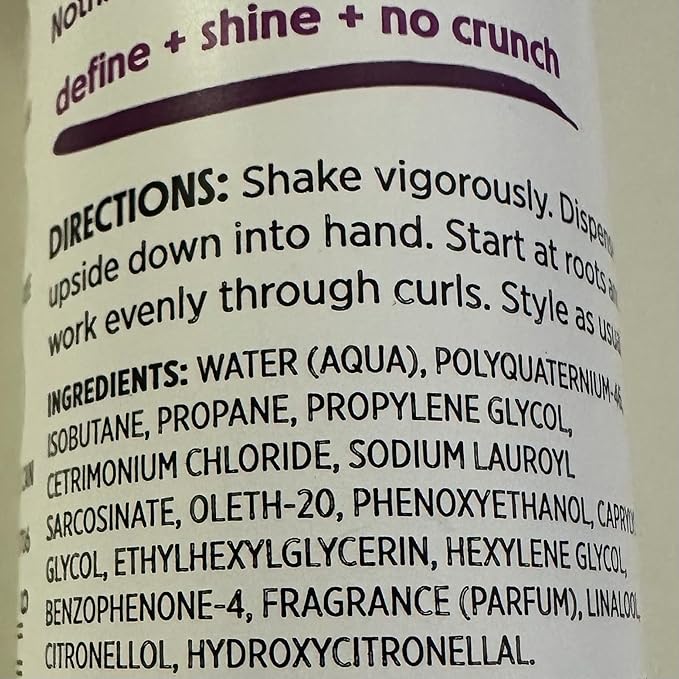 define + shine + no crunch
DIRECTIONS: Shake vigorously.
upside down into hand. Start at roots
work evenly through curls. Style as
INGREDIENTS: WATER (AQUA), POLYQUATERNIUM-46,
ISOBUTANE, PROPANE, PROPYLENE GLYCOL,
CETRIMONIUM CHLORIDE, SODIUM LAUROYL
SARCOSINATE, OLETH-20, PHENOXYETHANOL,
GLYCOL, ETHYLHEXYLGLYCERIN, HEXYLENE GLYCOL,
BENZOPHENONE-4, FRAGRANCE (PARFUM), LINALOOL,
CITRONELLOL, HYDROXYCITRONELLAL.